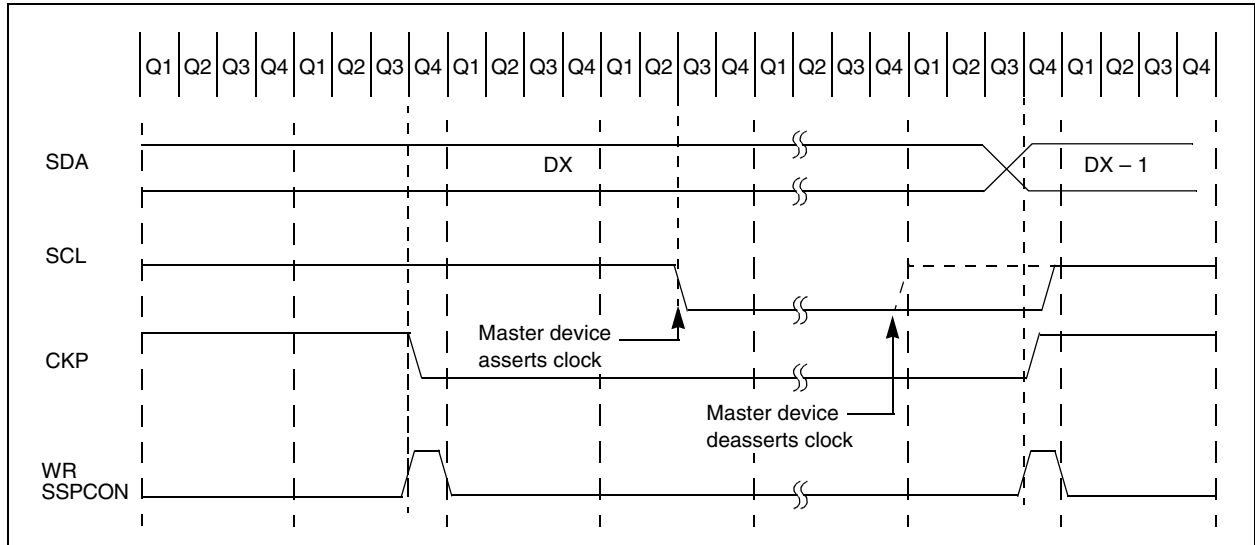 Q1 Q2 Q3 Q4 Q1 Q2 Q3 Q4 Q1 Q2 Q3 Q4 Q1 Q2 Q3 Q4 Q1 Q2 Q3 Q4 Q1 Q2 Q3 Q4 Q1 Q2 Q3 Q4
SDA
DX
DX – 1
SCL
Master device
asserts clock
CKP
Master device
deasserts clock
WR
SSPCON